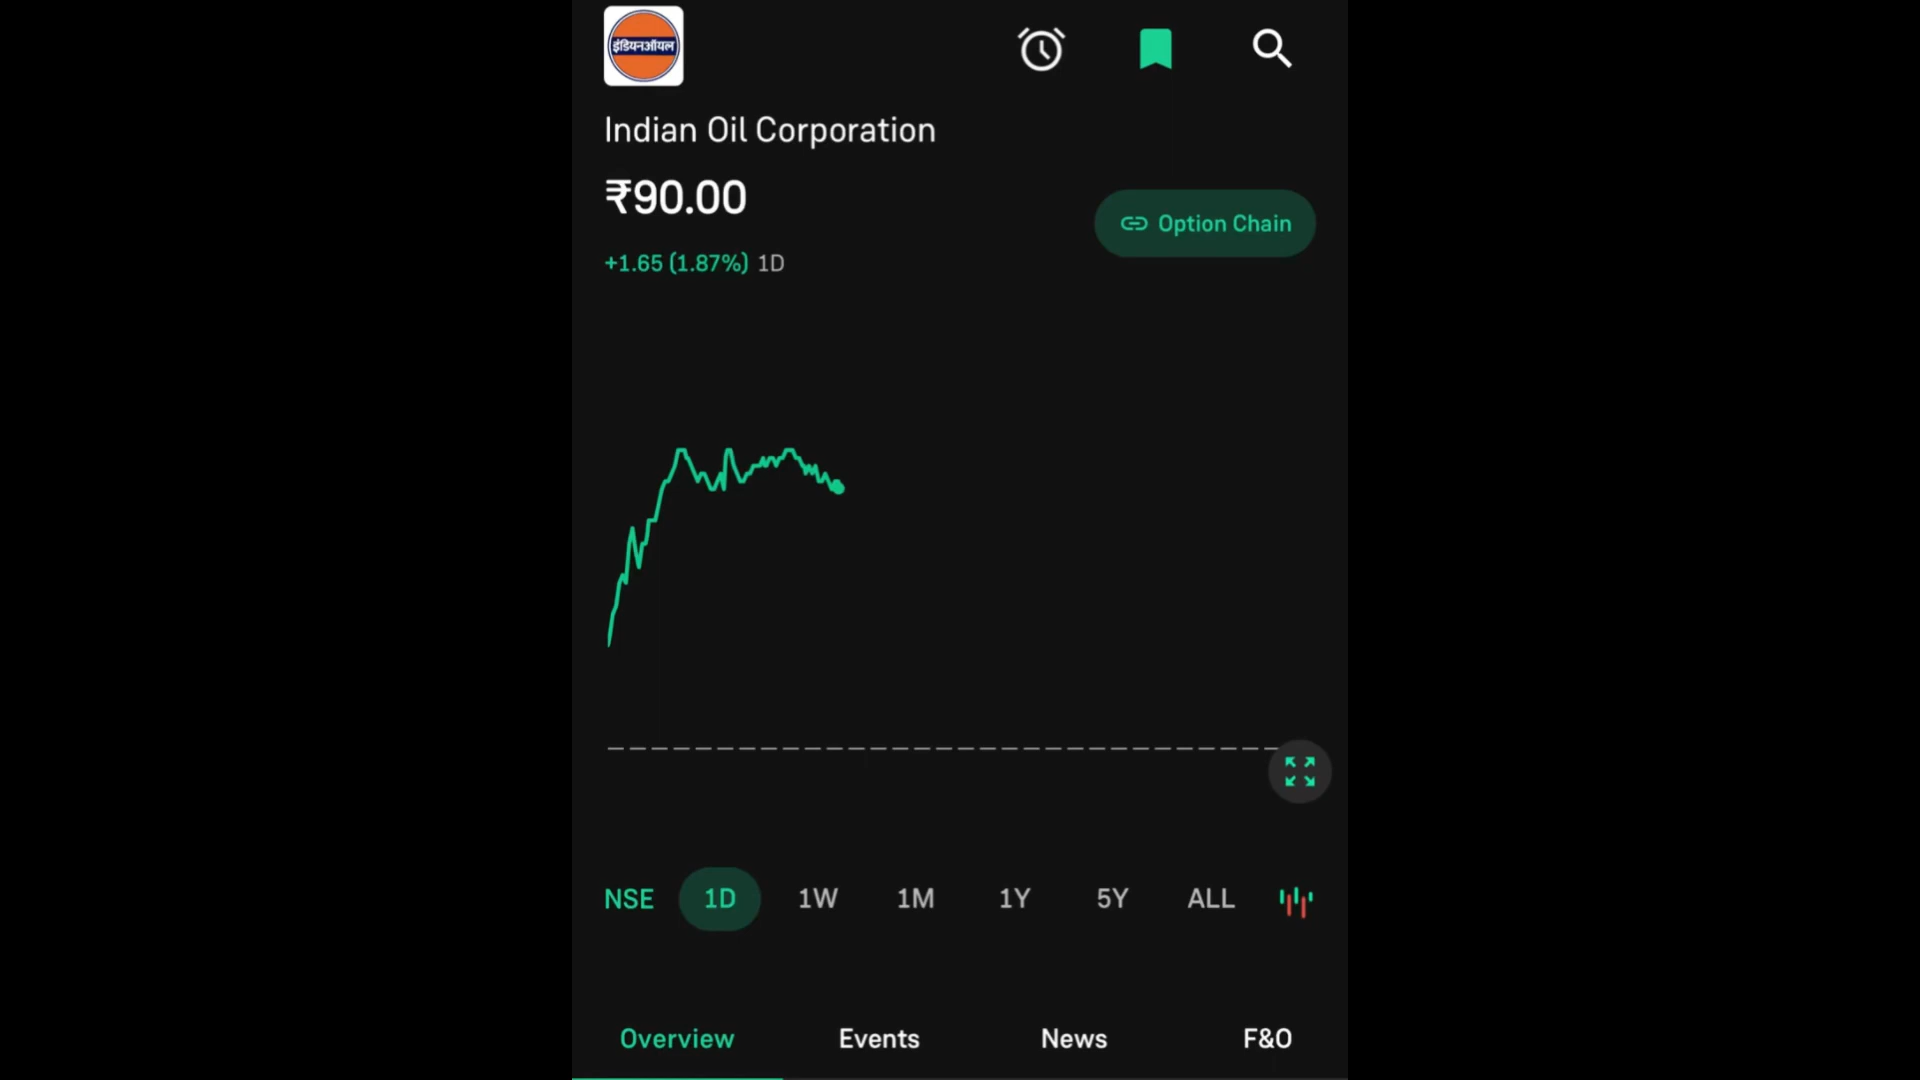 इंडियनऑयल
Indian Oil Corporation
₹90.00
Option Chain
+1.65 (1.87%) 1D
NSE 1D 1W 1M 1Y 5Y ALL
Overview Events News F&O